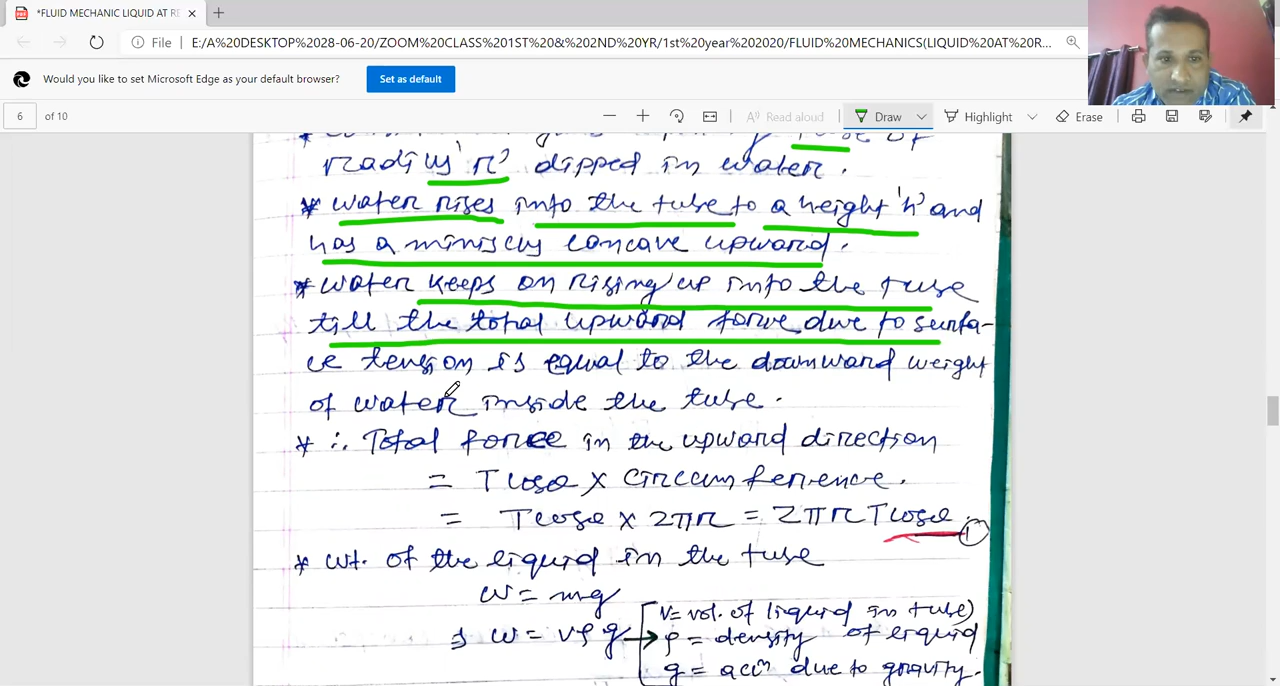 *FLUID MECHANIC LIQUID AT RE
File
E:/A%20DESKTOP%2028-06-20/ZOOM%20CLASS%201ST%20&%202ND%20YR/1st%20year%202020/FLUID%20MECHANICS(LIQUID%20AT%20R...
Would you like to set Microsoft Edge as your default browser?
Set as default
6 of 10
Read aloud
Draw
Highlight
Erase
radius 'r' dipped in water.
* water rises into the tube to a height 'h' and
has a miniscus concave upward.
* water keeps on rising up into the tube
till the total upward force due to surfa-
ce tension is equal to the downward weight
of water inside the tube.
* ∴ Total force in the upward direction
= T cosθ x circumference.
= T cosθ x 2πr = 2πr T cosθ. ①
* wt. of the liquid in the tube
w = mg
⇒ w = vρg → [v = vol. of liquid in tube)
ρ = density of liquid
g = accn due to gravity.